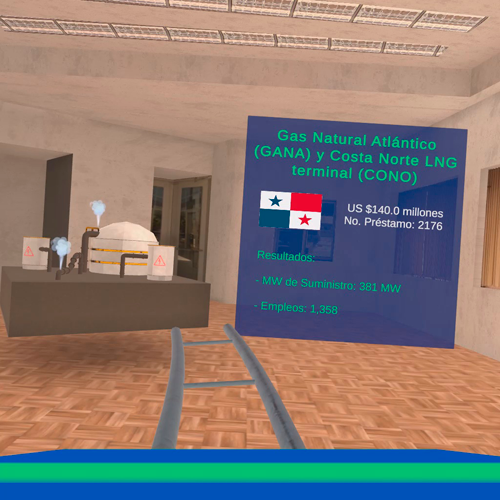 Gas Natural Atlántico
(GANA) y Costa Norte LNG
terminal (CONO)
US $140.0 millones
No. Préstamo: 2176
Resultados:
- MW de Suministro: 381 MW
- Empleos: 1,358